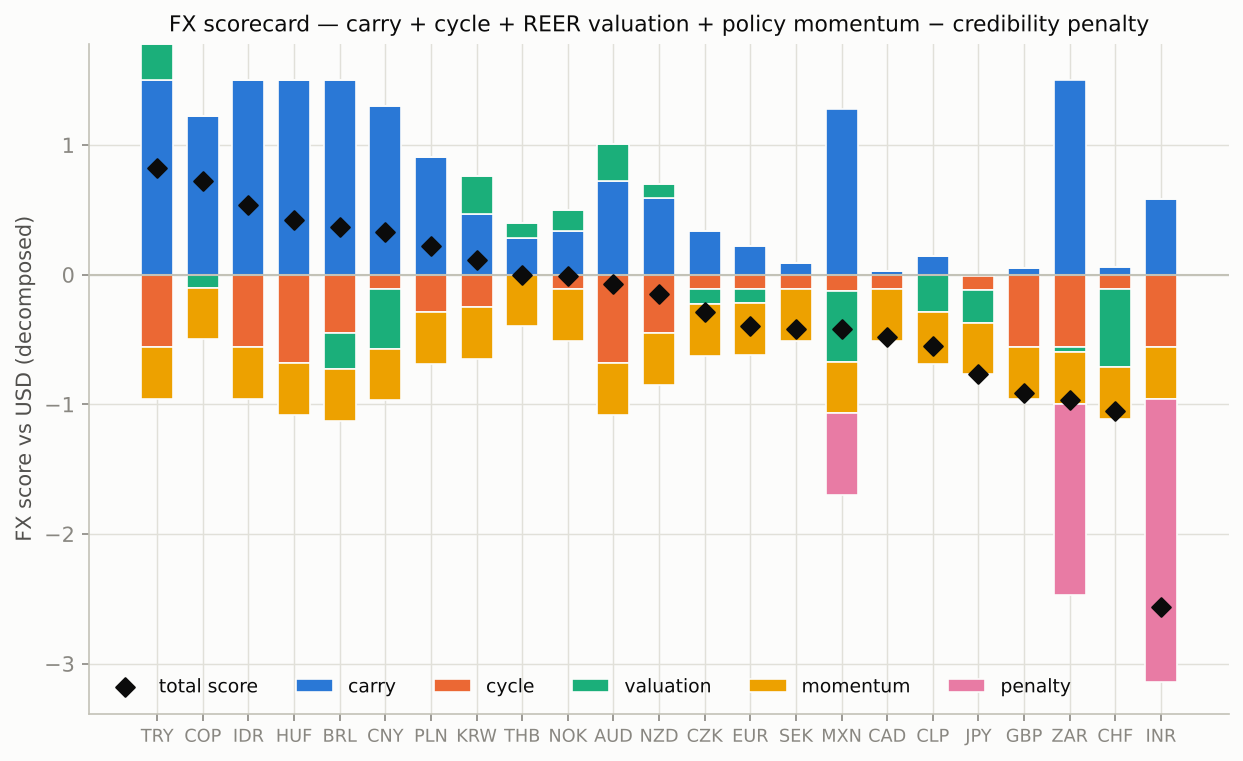 FX scorecard — carry + cycle + REER valuation + policy momentum − credibility penalty
FX score vs USD (decomposed)
1
0
−1
−2
−3
total score carry cycle valuation momentum penalty
TRY COP IDR HUF BRL CNY PLN KRW THB NOK AUD NZD CZK EUR SEK MXN CAD CLP JPY GBP ZAR CHF INR